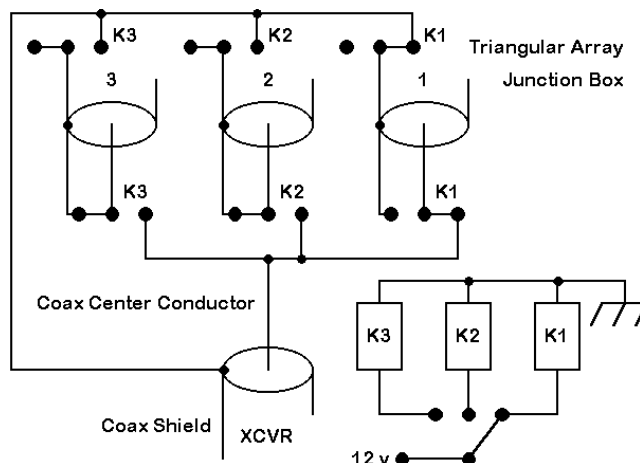 K3
K2
K1
Triangular Array
Junction Box
3
2
1
K3
K2
K1
Coax Center Conductor
K3
K2
K1
Coax Shield
XCVR
12 v